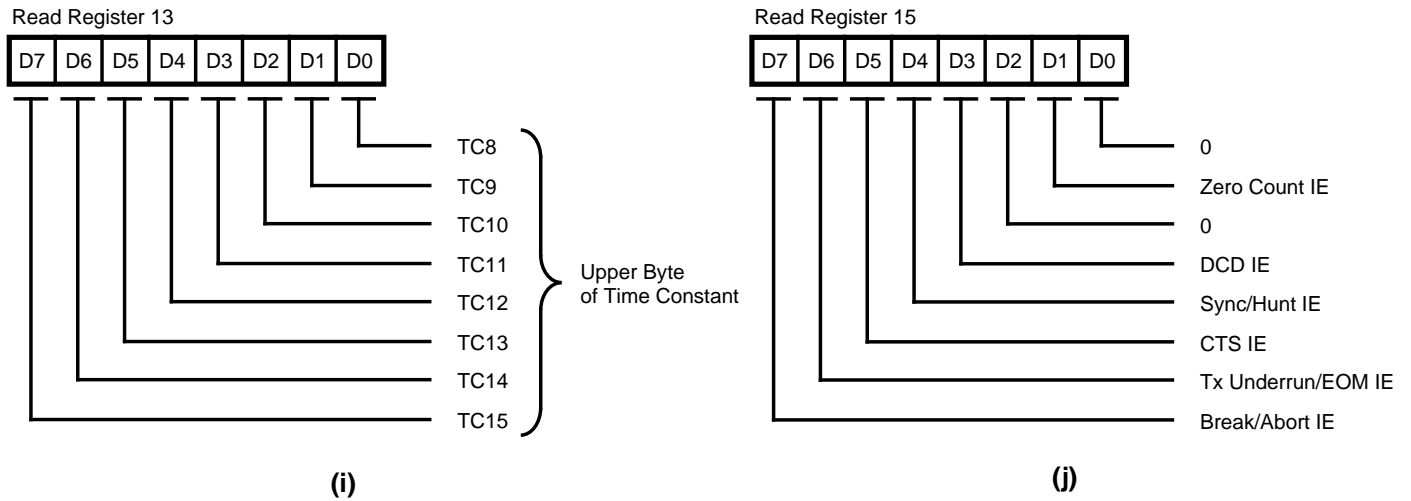 Read Register 13
D7 D6 D5 D4 D3 D2 D1 D0
TC8
TC9
TC10
TC11
TC12
TC13
TC14
TC15
Upper Byte
of Time Constant
(i)
Read Register 15
D7 D6 D5 D4 D3 D2 D1 D0
0
Zero Count IE
0
DCD IE
Sync/Hunt IE
CTS IE
Tx Underrun/EOM IE
Break/Abort IE
(j)